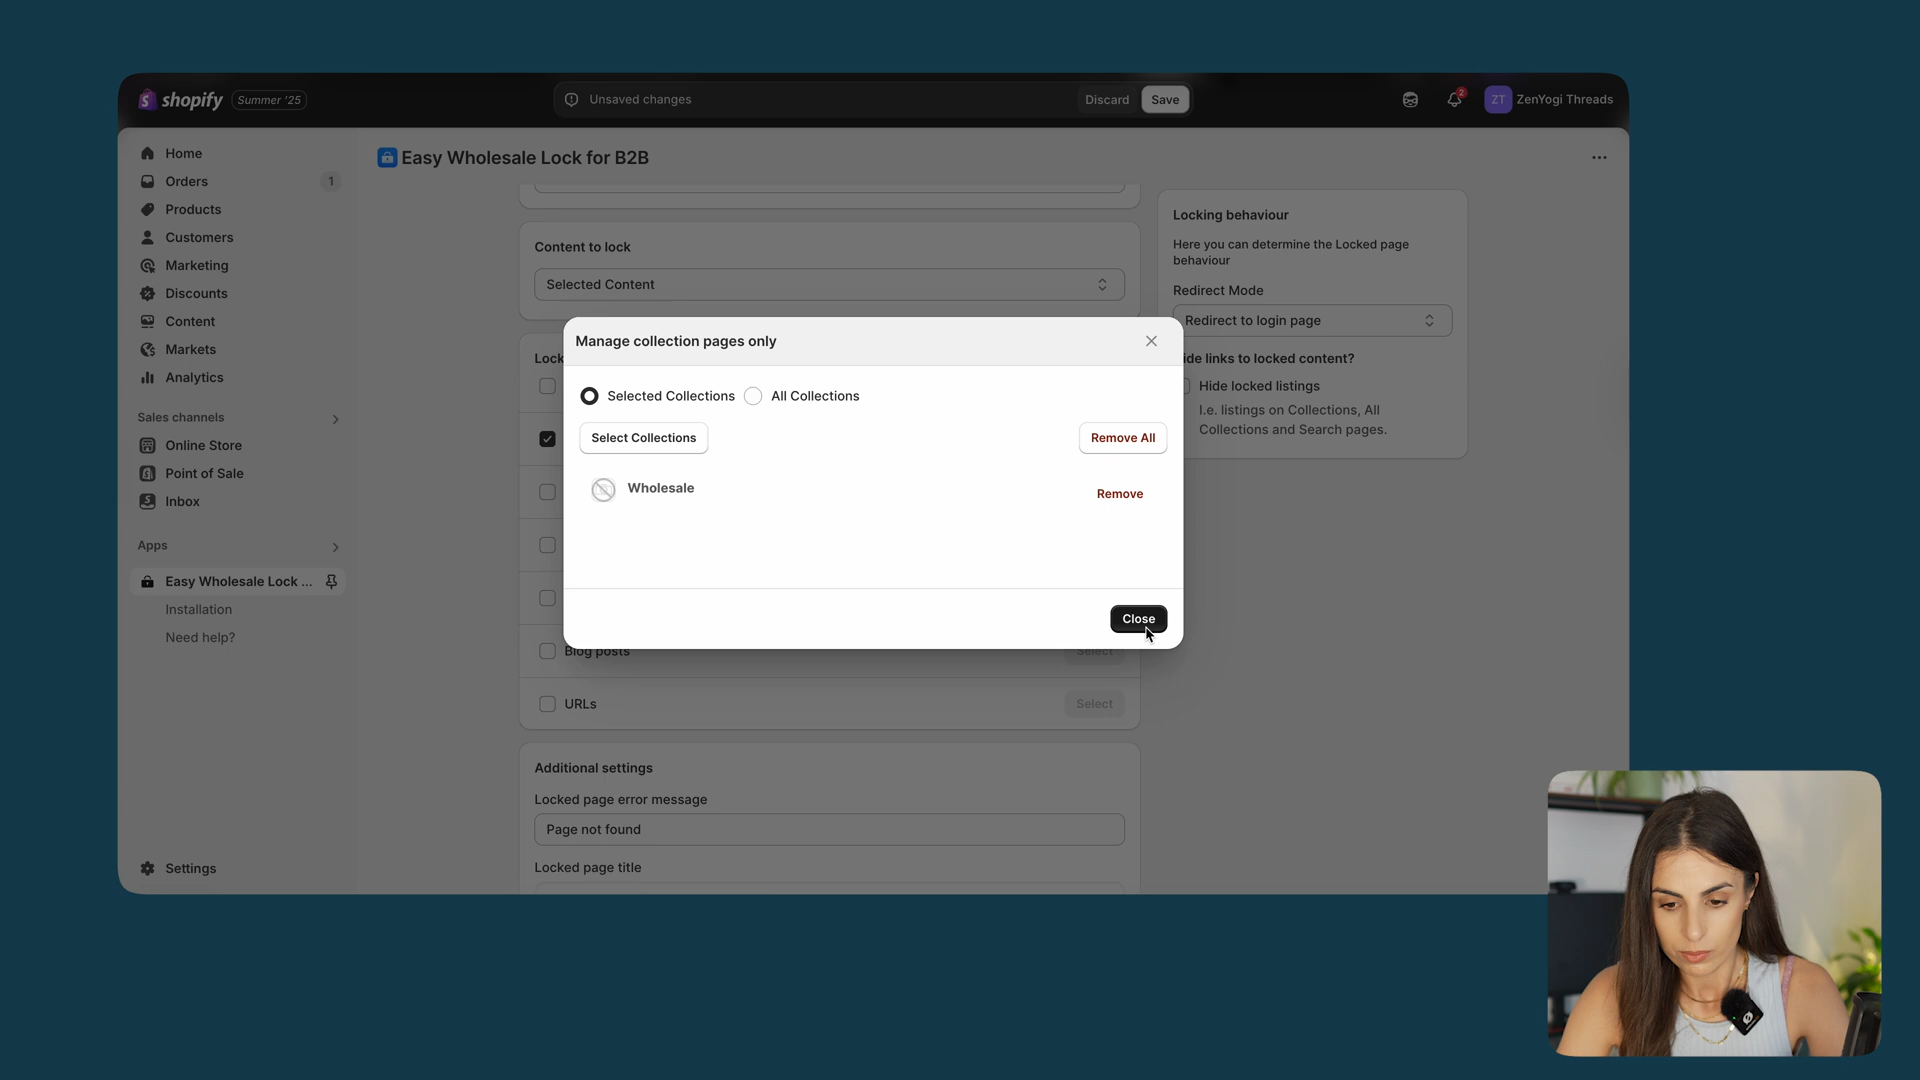 shopify
Summer '25
Unsaved changes
Discard
Save
2
ZT
ZenYogi Threads
Home
Orders
1
Products
Customers
Marketing
Discounts
Content
Markets
Analytics
Sales channels
Online Store
Point of Sale
Inbox
Apps
Easy Wholesale Lock ...
Installation
Need help?
Settings
Easy Wholesale Lock for B2B
Content to lock
Selected Content
Lock
Manage collection pages only
Selected Collections
All Collections
Select Collections
Remove All
Wholesale
Remove
Close
Blog posts
Select
URLs
Select
Additional settings
Locked page error message
Page not found
Locked page title
Locking behaviour
Here you can determine the Locked page
behaviour
Redirect Mode
Redirect to login page
ide links to locked content?
Hide locked listings
I.e. listings on Collections, All
Collections and Search pages.